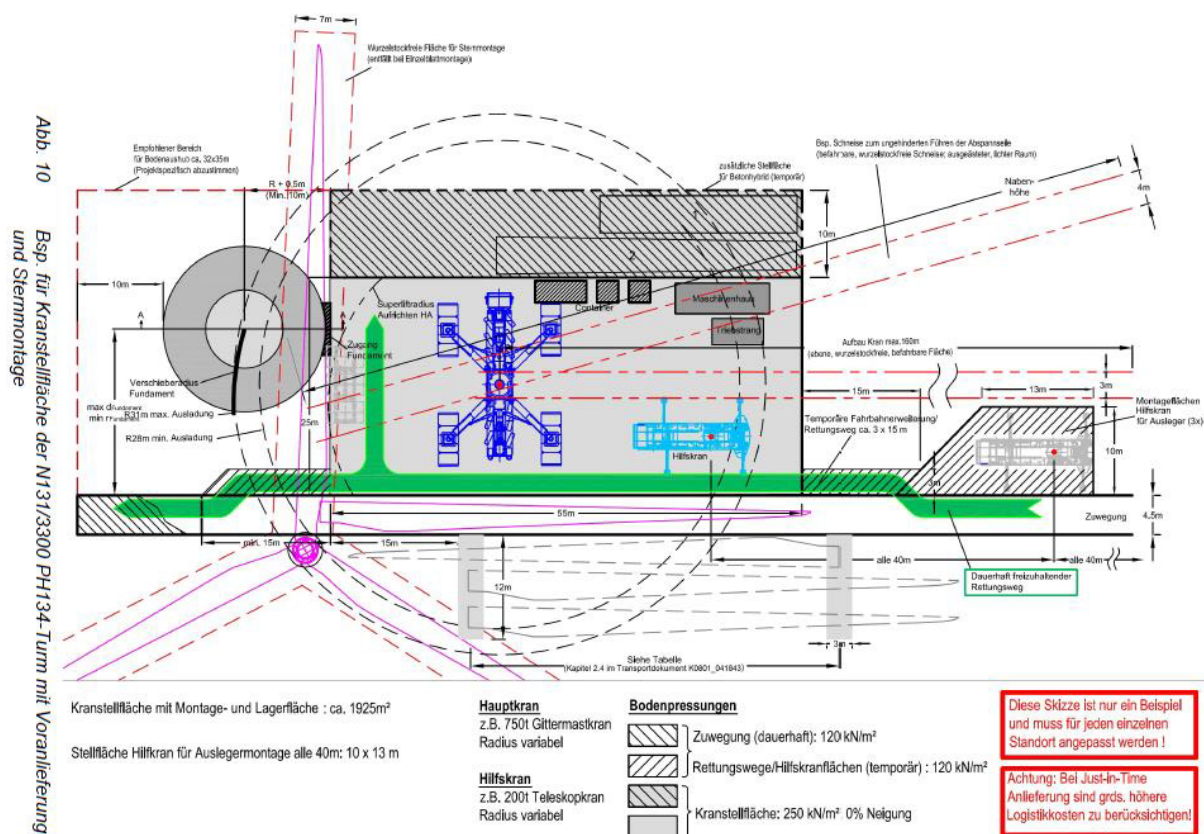 Abb. 10 Bsp. für Kranstellfläche der N131/3300 PH134-Turm mit Voranlieferung
und Sternmontage
7m
Wurzelstockfreie Fläche für Sternmontage
(entfällt bei Einzelblattmontage)
Empfohlener Bereich
für Bodenaushub ca. 32x35m
(Projektspezifisch abzustimmen)
R + 0.5m
(Min. 10m)
zusätzliche Stellfläche
für Betonhybrid (temporär)
Bsp. Schneise zum ungehinderten Führen der Abspannseile
(befahrbare, wurzelstockfreie Schneise; ausgeästeter, lichter Raum)
Naben-
höhe
4m
1
10m
2
10m
Superliftradius
Aufrichten HA
Container
Maschinenhaus
Triebstrang
A
A
Zugang
Fundament
Aufbau Kran max.160m
(ebene, wurzelstockfreie, befahrbare Fläche)
Verschieberadius
Fundament
15m
13m
3m
max d Fundament
min r Fundament
R31m max. Ausladung
25m
R28m min. Ausladung
Temporäre Fahrbahnerweiterung/
Rettungsweg ca. 3 x 15 m
Montageflächen
Hilfskran
für Ausleger (3x)
10m
Hilfkran
3m
55m
Zuwegung
4,5m
min. 15m
15m
alle 40m
alle 40m
12m
Dauerhaft freizuhaltender
Rettungsweg
3m
Siehe Tabelle
(Kapitel 2.4 im Transportdokument K0801_041643)
Kranstellfläche mit Montage- und Lagerfläche : ca. 1925m²
Stellfläche Hilfkran für Auslegermontage alle 40m: 10 x 13 m
Hauptkran
z.B. 750t Gittermastkran
Radius variabel
Hilfskran
z.B. 200t Teleskopkran
Radius variabel
Bodenpressungen
Zuwegung (dauerhaft): 120 kN/m²
Rettungswege/Hilfskranflächen (temporär) : 120 kN/m²
Kranstellfläche: 250 kN/m² 0% Neigung
Diese Skizze ist nur ein Beispiel
und muss für jeden einzelnen
Standort angepasst werden !
Achtung: Bei Just-in-Time
Anlieferung sind grds. höhere
Logistikkosten zu berücksichtigen!